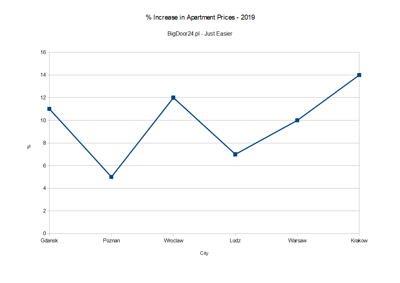 % Increase in Apartment Prices - 2019
BigDoor24.pl - Just Easier
16
14
12
10
8
6
4
2
0
%
Gdansk
Poznan
Wroclaw
Lodz
Warsaw
Krakow
City